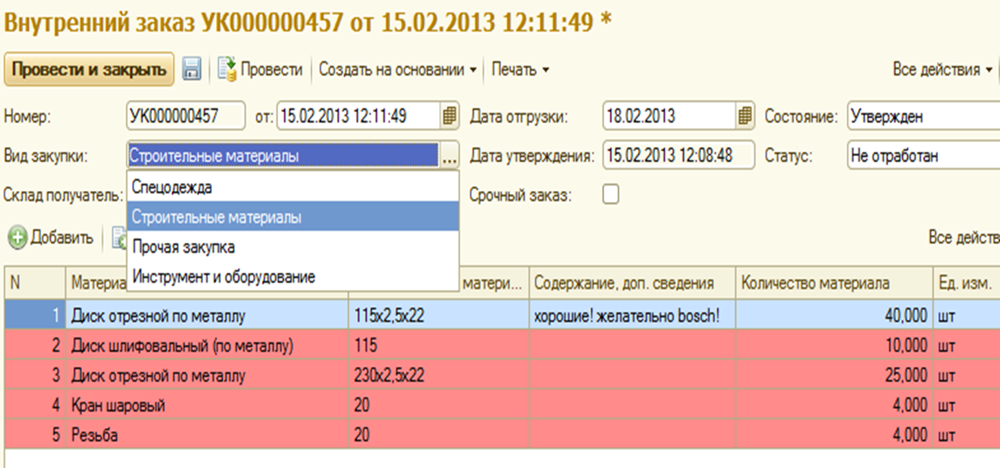 Внутренний заказ УК000000457 от 15.02.2013 12:11:49 *
Провести и закрыть Провести Создать на основании Печать Все действия
Номер: УК000000457 от: 15.02.2013 12:11:49 Дата отгрузки: 18.02.2013 Состояние: Утвержден
Вид закупки: Строительные материалы ... Дата утверждения: 15.02.2013 12:08:48 Статус: Не отработан
Склад получатель: Спецодежда Срочный заказ:
Строительные материалы
Добавить Прочая закупка Все действ
Инструмент и оборудование
N Материа матери... Содержание, доп. сведения Количество материала Ед. изм.
1 Диск отрезной по металлу 115х2,5х22 хорошие! желательно bosch! 40,000 шт
2 Диск шлифовальный (по металлу) 115 10,000 шт
3 Диск отрезной по металлу 230х2,5х22 25,000 шт
4 Кран шаровый 20 4,000 шт
5 Резьба 20 4,000 шт